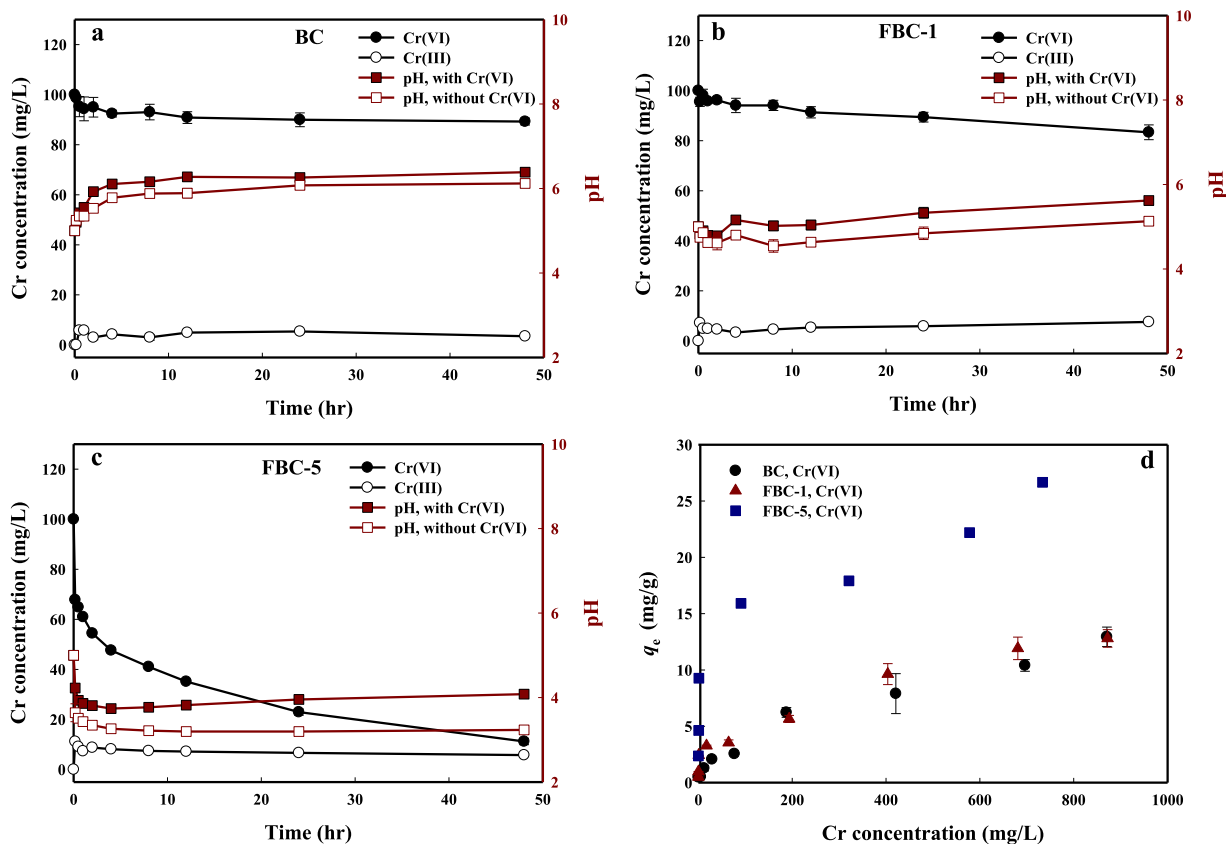 a
BC
Cr(VI)
Cr(III)
pH, with Cr(VI)
pH, without Cr(VI)
Cr concentration (mg/L)
120
100
80
60
40
20
0
10
8
6
4
2
pH
0 10 20 30 40 50
Time (hr)
b
FBC-1
Cr(VI)
Cr(III)
pH, with Cr(VI)
pH, without Cr(VI)
Cr concentration (mg/L)
120
100
80
60
40
20
0
10
8
6
4
2
pH
0 10 20 30 40 50
Time (hr)
c
FBC-5
Cr(VI)
Cr(III)
pH, with Cr(VI)
pH, without Cr(VI)
Cr concentration (mg/L)
120
100
80
60
40
20
0
10
8
6
4
2
pH
0 10 20 30 40 50
Time (hr)
d
BC, Cr(VI)
FBC-1, Cr(VI)
FBC-5, Cr(VI)
qe (mg/g)
30
25
20
15
10
5
0
0 200 400 600 800 1000
Cr concentration (mg/L)